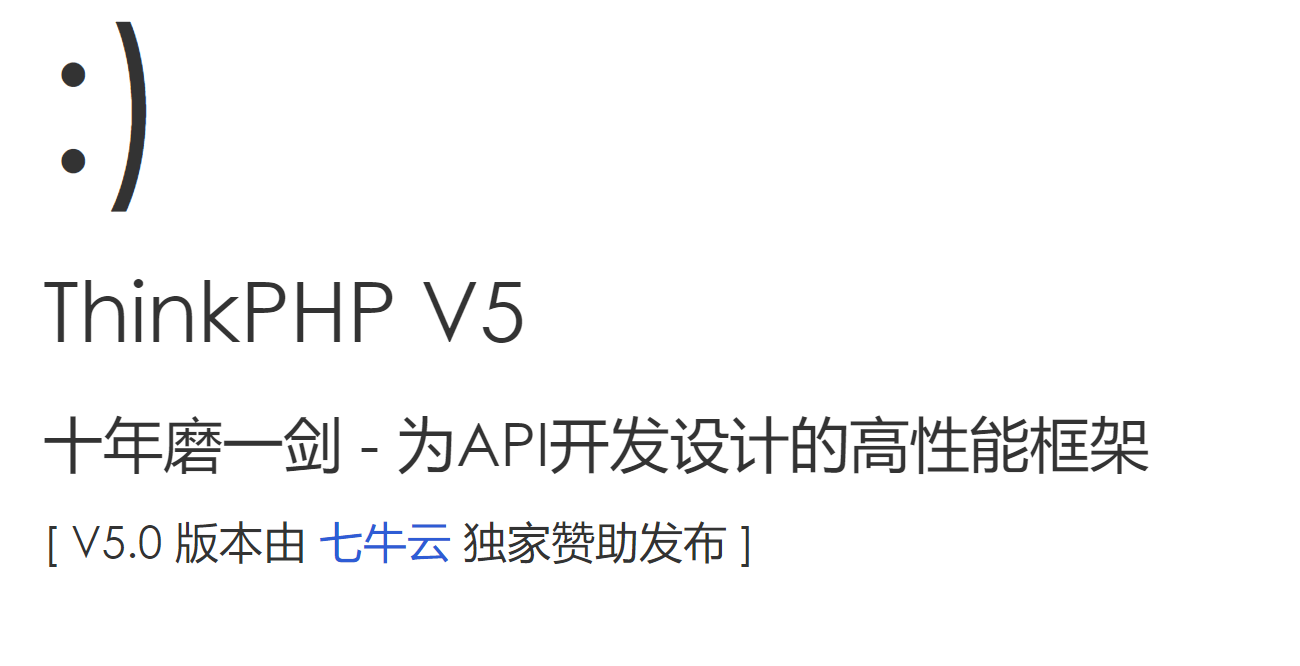 :)
ThinkPHP V5
十年磨一剑 - 为API开发设计的高性能框架
[ V5.0 版本由 七牛云 独家赞助发布 ]